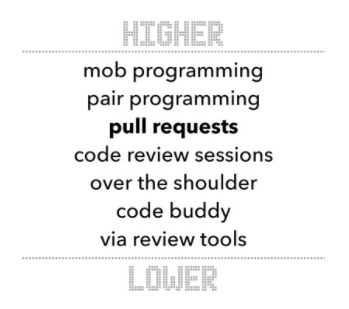 HIGHER
mob programming
pair programming
pull requests
code review sessions
over the shoulder
code buddy
via review tools
LOWER